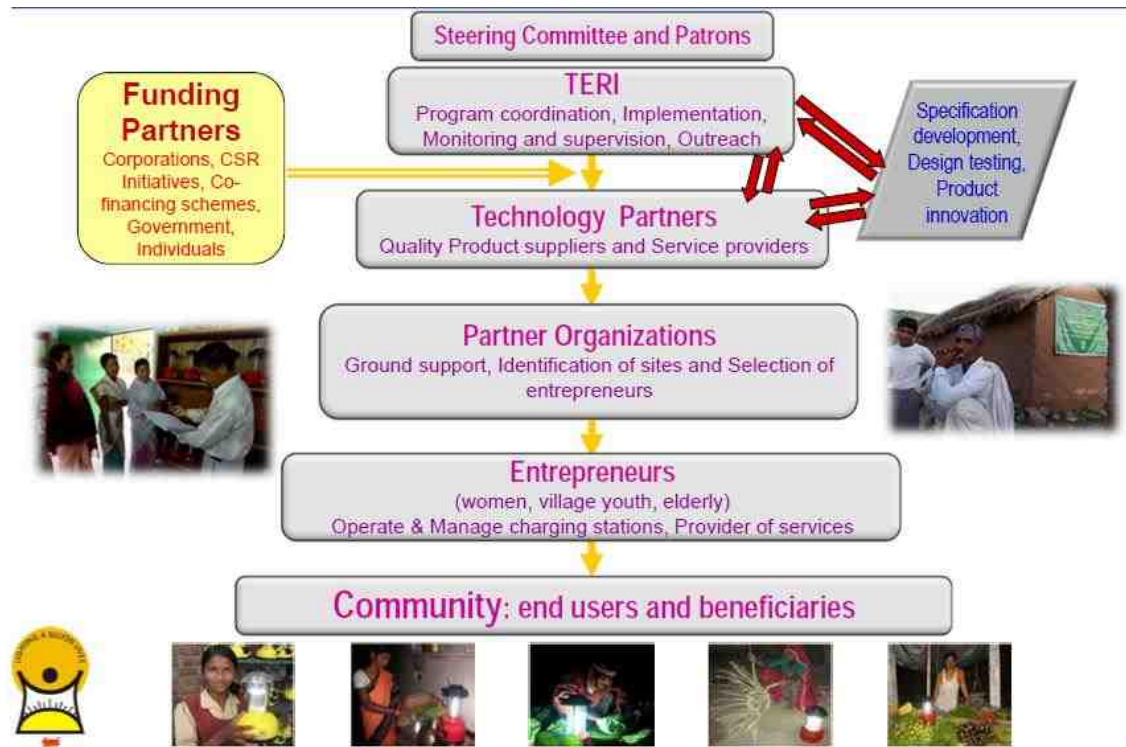 Steering Committee and Patrons
TERI
Program coordination, Implementation,
Monitoring and supervision, Outreach
Funding
Partners
Corporations, CSR
Initiatives, Co-
financing schemes,
Government,
Individuals
Specification
development,
Design testing,
Product
innovation
Technology Partners
Quality Product suppliers and Service providers
Partner Organizations
Ground support, Identification of sites and Selection of
entrepreneurs
Entrepreneurs
(women, village youth, elderly)
Operate & Manage charging stations, Provider of services
Community: end users and beneficiaries